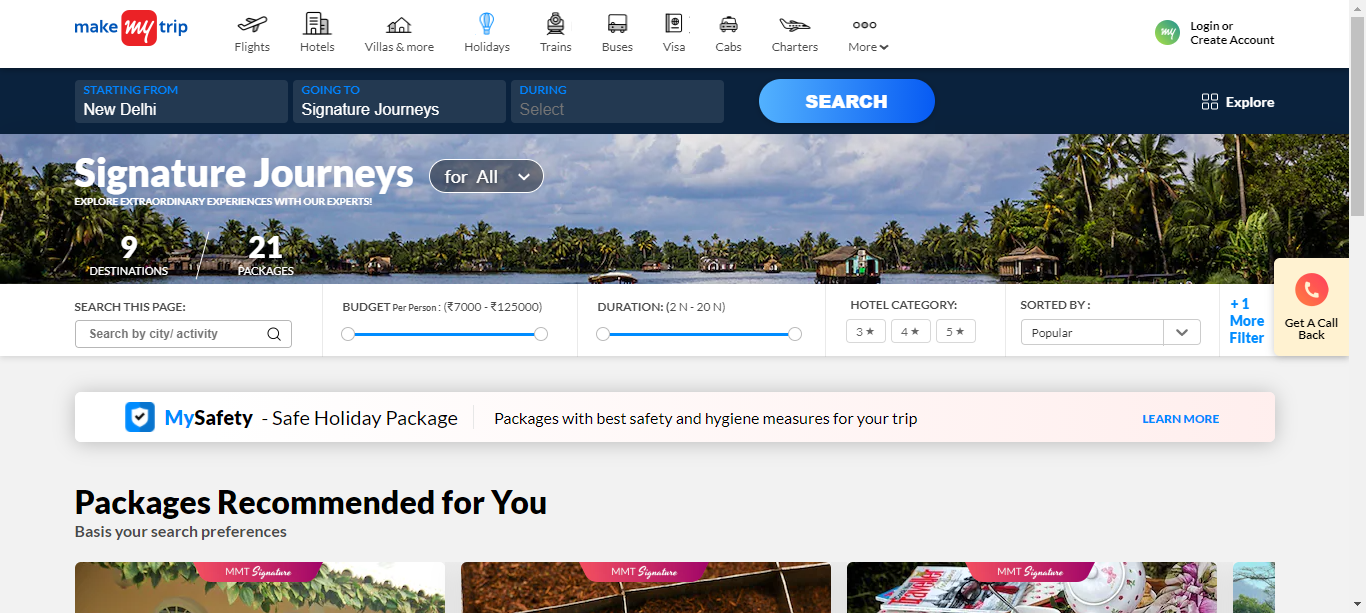 make my trip
Flights
Hotels
Villas & more
Holidays
Trains
Buses
Visa
Cabs
Charters
More
my
Login or
Create Account
STARTING FROM
New Delhi
GOING TO
Signature Journeys
DURING
Select
SEARCH
Explore
Signature Journeys
for All
EXPLORE EXTRAORDINARY EXPERIENCES WITH OUR EXPERTS!
9
DESTINATIONS
21
PACKAGES
SEARCH THIS PAGE:
Search by city/ activity
BUDGET Per Person : (₹7000 - ₹125000)
DURATION: (2 N - 20 N)
HOTEL CATEGORY:
3 ★
4 ★
5 ★
SORTED BY :
Popular
+ 1
More
Filter
Get A Call
Back
MySafety - Safe Holiday Package
Packages with best safety and hygiene measures for your trip
LEARN MORE
Packages Recommended for You
Basis your search preferences
MMT Signature
MMT Signature
MMT Signature